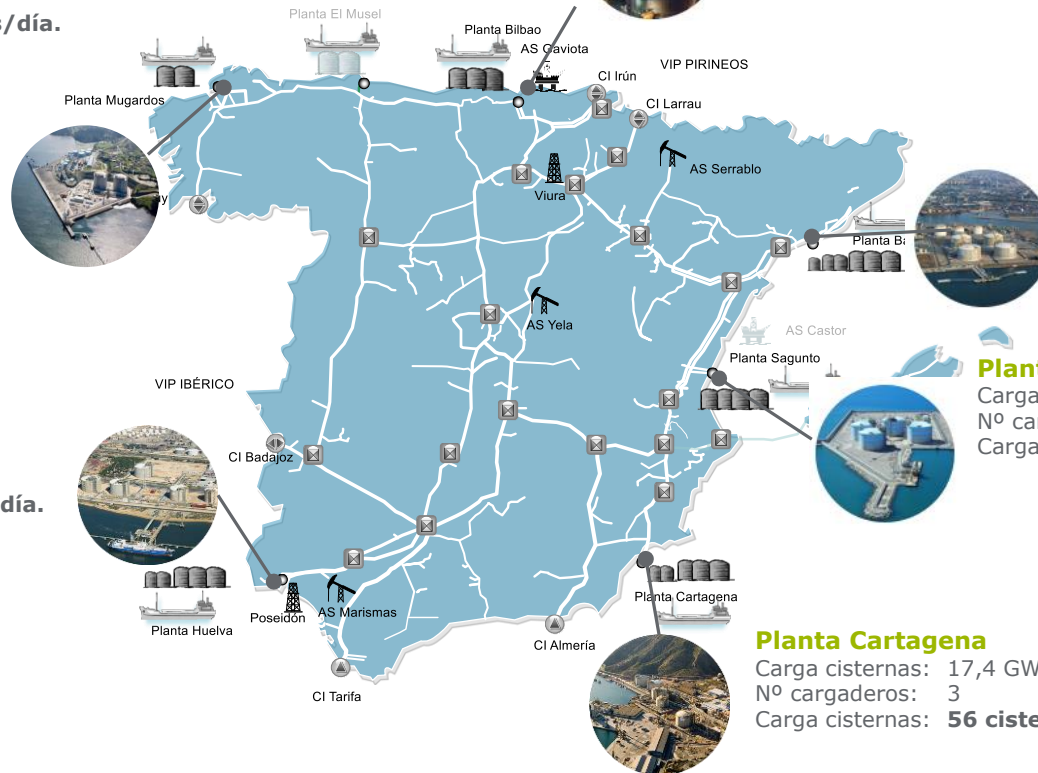 s/día.
Planta El Musel
Planta Bilbao
AS Gaviota
CI Irún
VIP PIRINEOS
Planta Mugardos
CI Larrau
AS Serrablo
Viura
y
Planta Ba
AS Yela
AS Castor
Planta Sagunto
VIP IBÉRICO
Plant
Carga
Nº car
Carga
CI Badajoz
día.
Planta Cartagena
Poseidón
AS Marismas
Planta Huelva
CI Almería
CI Tarifa
Planta Cartagena
Carga cisternas: 17,4 GW
Nº cargaderos: 3
Carga cisternas: 56 ciste